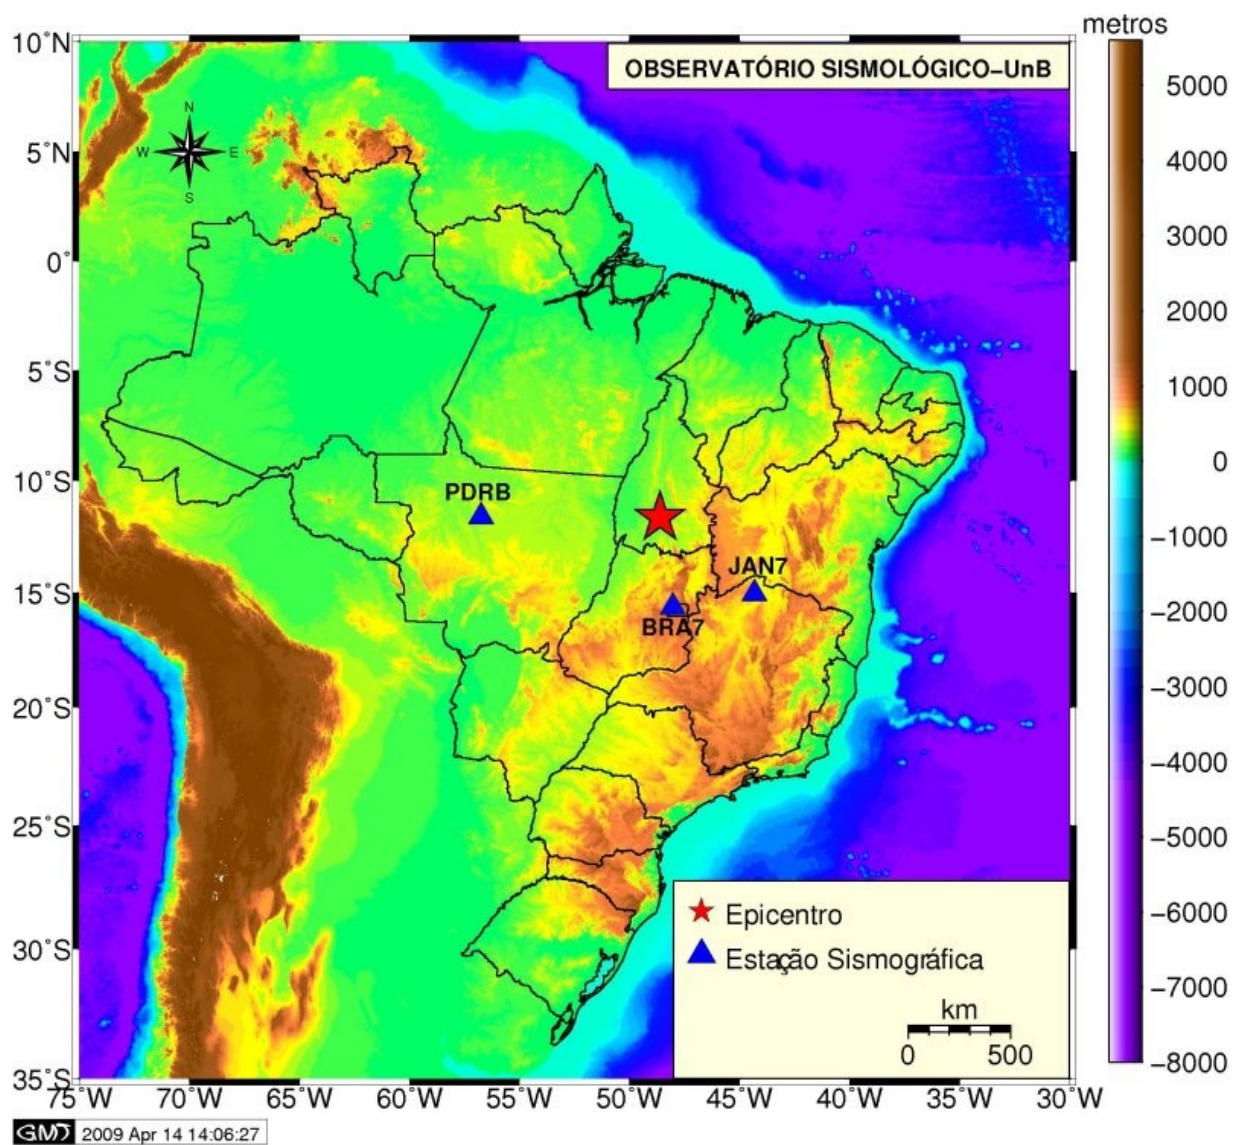 metros
OBSERVATÓRIO SISMOLÓGICO-UnB
10˚N
5˚N
0˚
5˚S
10˚S
15˚S
20˚S
25˚S
30˚S
35˚S
N
W E
S
PDRB
JAN7
BRA7
Epicentro
Estação Sismográfica
km
0 500
75˚W 70˚W 65˚W 60˚W 55˚W 50˚W 45˚W 40˚W 35˚W 30˚W
5000
4000
3000
2000
1000
0
-1000
-2000
-3000
-4000
-5000
-6000
-7000
-8000
GMT 2009 Apr 14 14:06:27